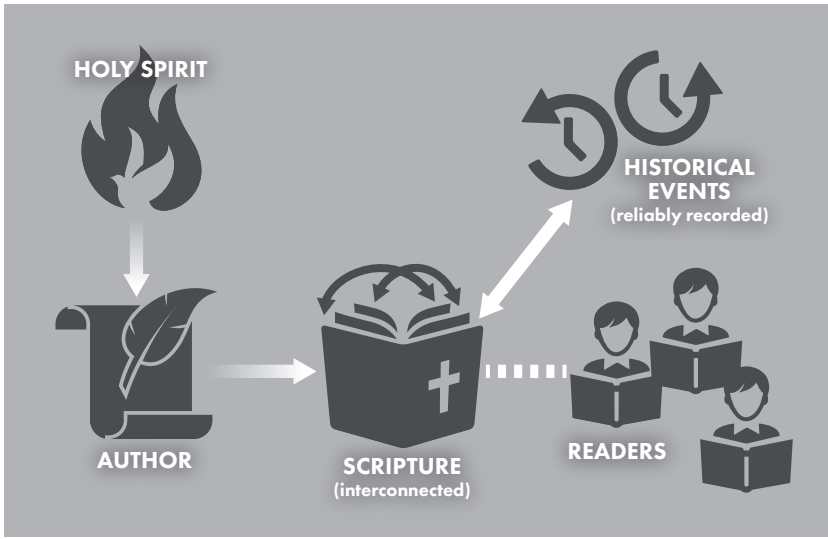 HOLY SPIRIT
HISTORICAL
EVENTS
(reliably recorded)
AUTHOR
SCRIPTURE
(interconnected)
READERS